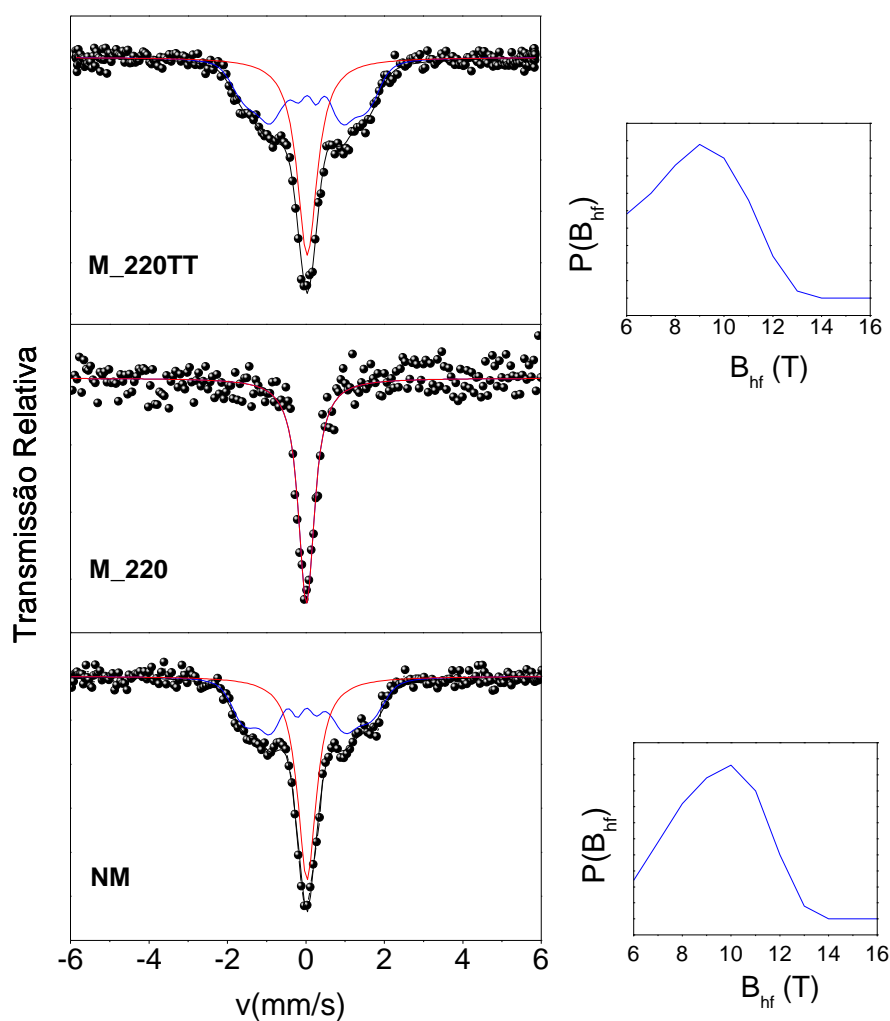 Transmissão Relativa
M_220TT
M_220
NM
-6 -4 -2 0 2 4 6
v(mm/s)
P(B_hf)
6 8 10 12 14 16
B_hf (T)
P(B_hf)
6 8 10 12 14 16
B_hf (T)